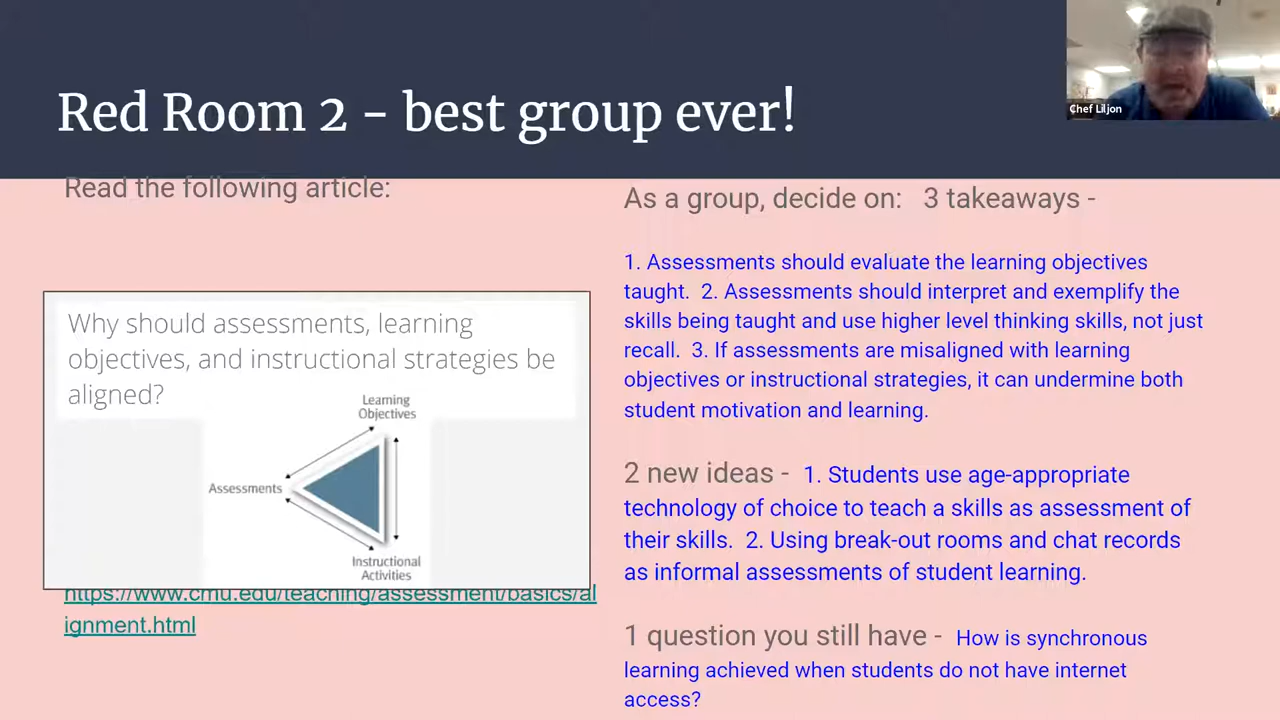 Red Room 2 - best group ever!
Chef Liljon
Read the following article:
Why should assessments, learning
objectives, and instructional strategies be
aligned?
Learning
Objectives
Assessments
Instructional
Activities
https://www.cmu.edu/teaching/assessment/basics/al
ignment.html
As a group, decide on: 3 takeaways -
1. Assessments should evaluate the learning objectives
taught. 2. Assessments should interpret and exemplify the
skills being taught and use higher level thinking skills, not just
recall. 3. If assessments are misaligned with learning
objectives or instructional strategies, it can undermine both
student motivation and learning.
2 new ideas - 1. Students use age-appropriate
technology of choice to teach a skills as assessment of
their skills. 2. Using break-out rooms and chat records
as informal assessments of student learning.
1 question you still have - How is synchronous
learning achieved when students do not have internet
access?